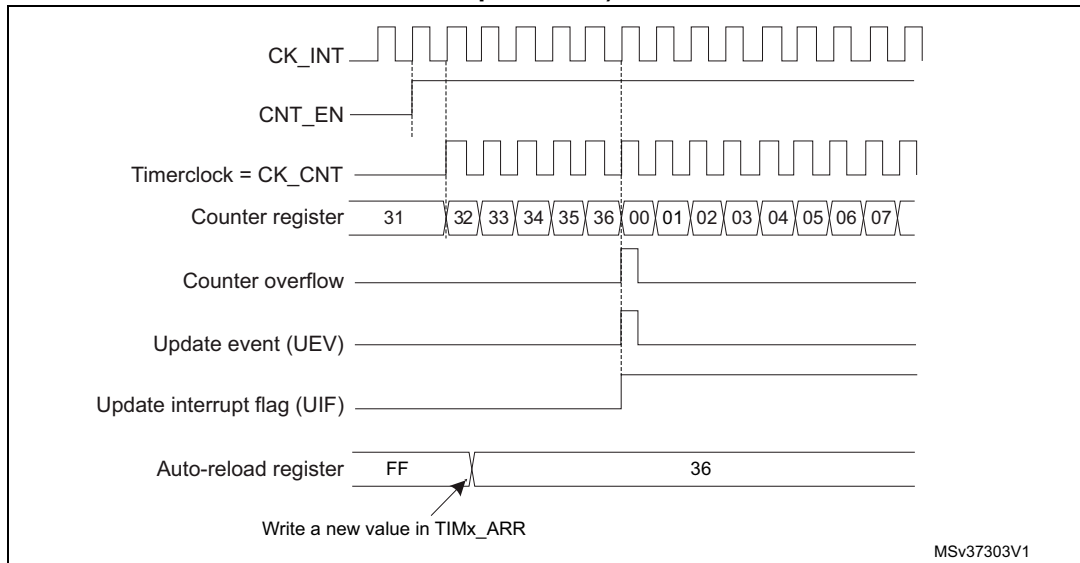 CK_INT
CNT_EN
Timerclock = CK_CNT
Counter register 31 32 33 34 35 36 00 01 02 03 04 05 06 07
Counter overflow
Update event (UEV)
Update interrupt flag (UIF)
Auto-reload register FF 36
Write a new value in TIMx_ARR
MSv37303V1